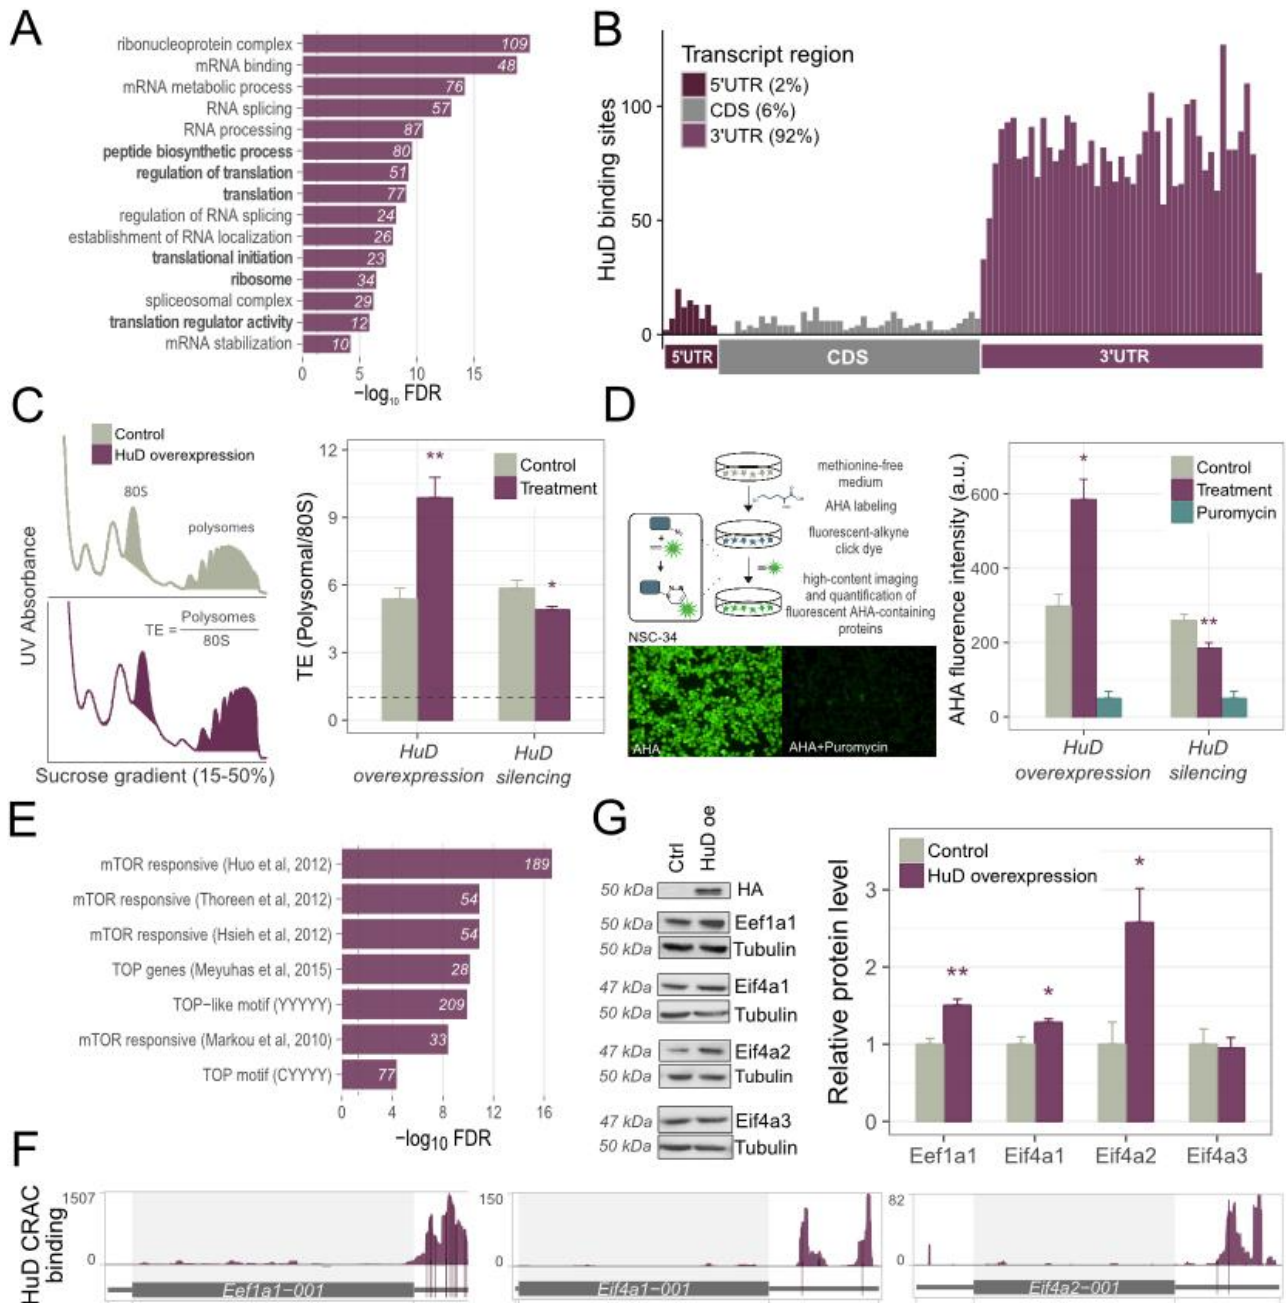 A
ribonucleoprotein complex 109
mRNA binding 48
mRNA metabolic process 76
RNA splicing 57
RNA processing 87
peptide biosynthetic process 80
regulation of translation 51
translation 77
regulation of RNA splicing 24
establishment of RNA localization 26
translational initiation 23
ribosome 34
spliceosomal complex 29
translation regulator activity 12
mRNA stabilization 10
0 5 10 15
−log₁₀ FDR
B
Transcript region
5'UTR (2%)
CDS (6%)
3'UTR (92%)
HuD binding sites
100
50
0
5'UTR CDS 3'UTR
C
Control
HuD overexpression
80S
polysomes
UV Absorbance
TE = Polysomes
80S
Sucrose gradient (15-50%)
TE (Polysomal/80S)
12
9
6
3
0
**
*
Control
Treatment
HuD HuD
overexpression silencing
D
methionine-free
medium
AHA labeling
fluorescent-alkyne
click dye
high-content imaging
and quantification of
fluorescent AHA-containing
proteins
NSC-34
AHA AHA+Puromycin
AHA fluorence intensity (a.u.)
600
400
200
0
*
**
Control
Treatment
Puromycin
HuD HuD
overexpression silencing
E
mTOR responsive (Huo et al, 2012) 189
mTOR responsive (Thoreen et al, 2012) 54
mTOR responsive (Hsieh et al, 2012) 54
TOP genes (Meyuhas et al, 2015) 28
TOP−like motif (YYYYY) 209
mTOR responsive (Markou et al, 2010) 33
TOP motif (CYYYY) 77
0 4 8 12 16
−log10 FDR
G
Ctrl HuD oe
50 kDa HA
50 kDa Eef1a1
50 kDa Tubulin
47 kDa Eif4a1
50 kDa Tubulin
47 kDa Eif4a2
50 kDa Tubulin
47 kDa Eif4a3
50 kDa Tubulin
Relative protein level
3
2
1
0
Control
HuD overexpression
**
*
*
Eef1a1 Eif4a1 Eif4a2 Eif4a3
F
HuD CRAC
binding
1507
0
Eef1a1−001
150
0
Eif4a1−001
82
0
Eif4a2−001